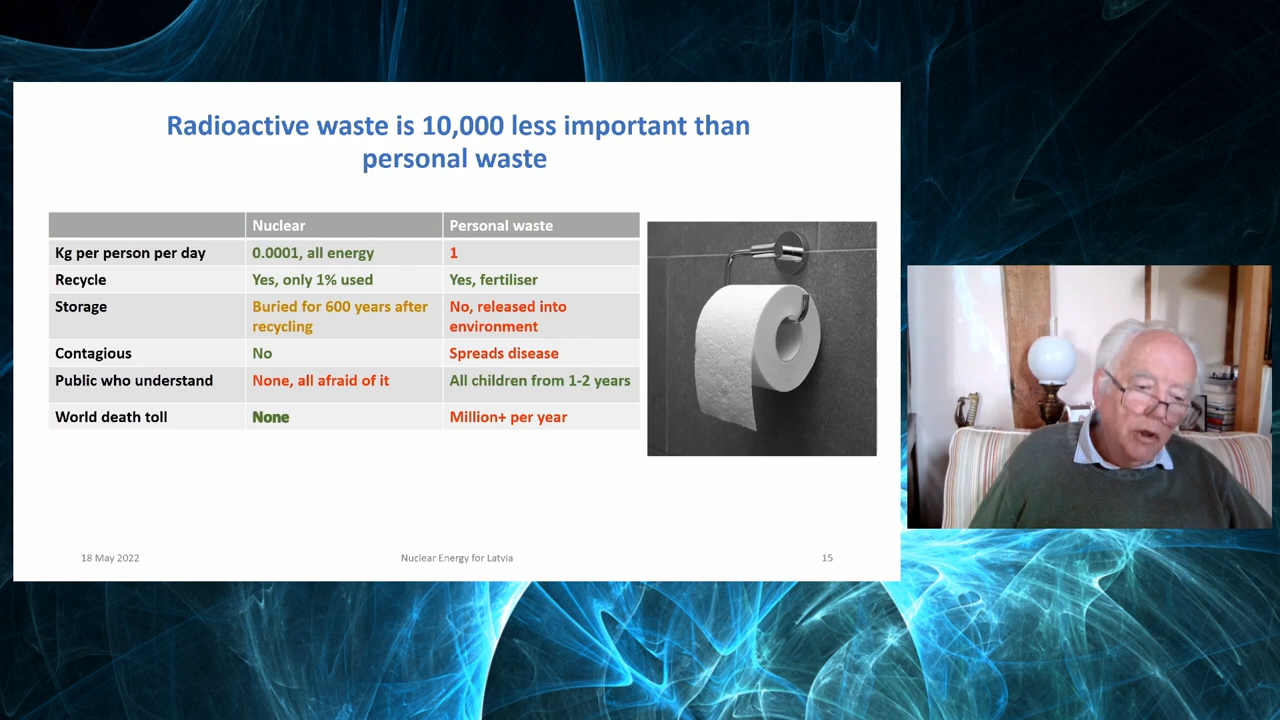 Radioactive waste is 10,000 less important than
personal waste
Nuclear Personal waste
Kg per person per day 0.0001, all energy 1
Recycle Yes, only 1% used Yes, fertiliser
Storage Buried for 600 years after No, released into
recycling environment
Contagious No Spreads disease
Public who understand None, all afraid of it All children from 1-2 years
World death toll None Million+ per year
18 May 2022 Nuclear Energy for Latvia 15